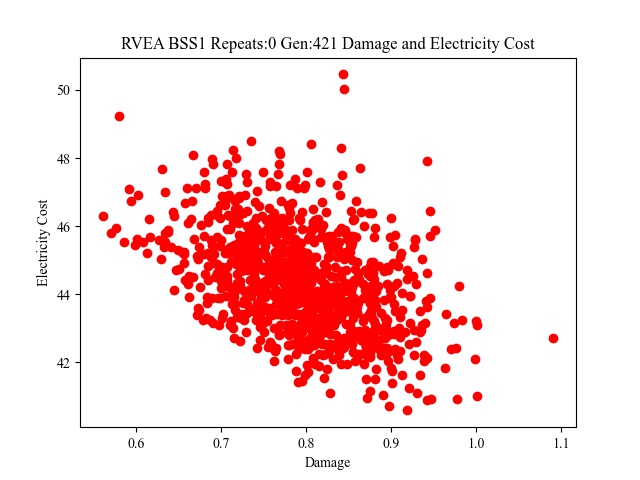 RVEA BSS1 Repeats:0 Gen:421 Damage and Electricity Cost
50
48
46
44
42
Electricity Cost
0.6 0.7 0.8 0.9 1.0 1.1
Damage